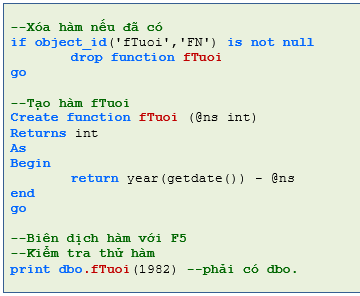 --Xóa hàm nếu đã có
if object_id('fTuoi','FN') is not null
drop function fTuoi
go
--Tạo hàm fTuoi
Create function fTuoi (@ns int)
Returns int
As
Begin
return year(getdate()) - @ns
end
go
--Biên dịch hàm với F5
--Kiểm tra thử hàm
print dbo.fTuoi(1982) --phải có dbo.